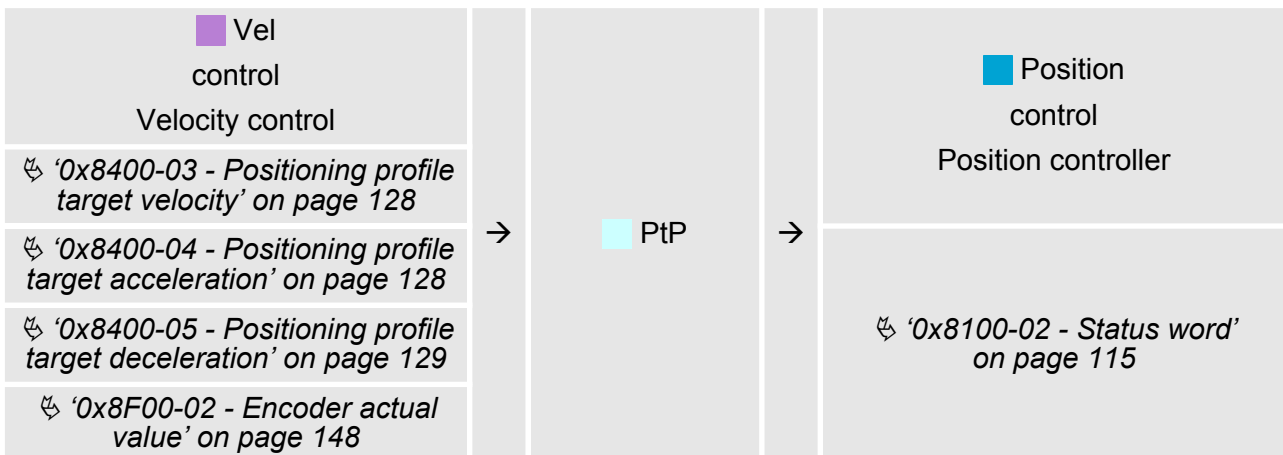 Vel
control
Velocity control
‘0x8400-03 - Positioning profile
target velocity’ on page 128
‘0x8400-04 - Positioning profile
target acceleration’ on page 128
‘0x8400-05 - Positioning profile
target deceleration’ on page 129
‘0x8F00-02 - Encoder actual
value’ on page 148
→
PtP
→
Position
control
Position controller
‘0x8100-02 - Status word’
on page 115